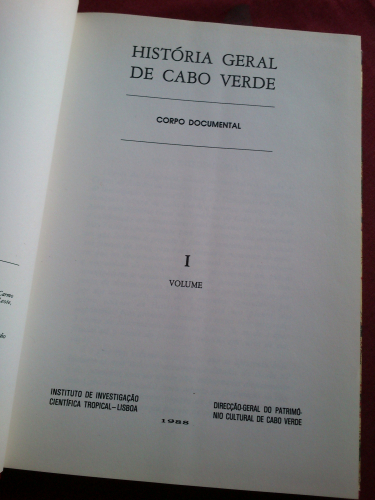 HISTÓRIA GERAL
DE CABO VERDE
CORPO DOCUMENTAL
I
VOLUME
INSTITUTO DE INVESTIGAÇÃO
CIENTÍFICA TROPICAL-LISBOA
DIRECÇÃO-GERAL DO PATRIMÓ-
NIO CULTURAL DE CABO VERDE
1988